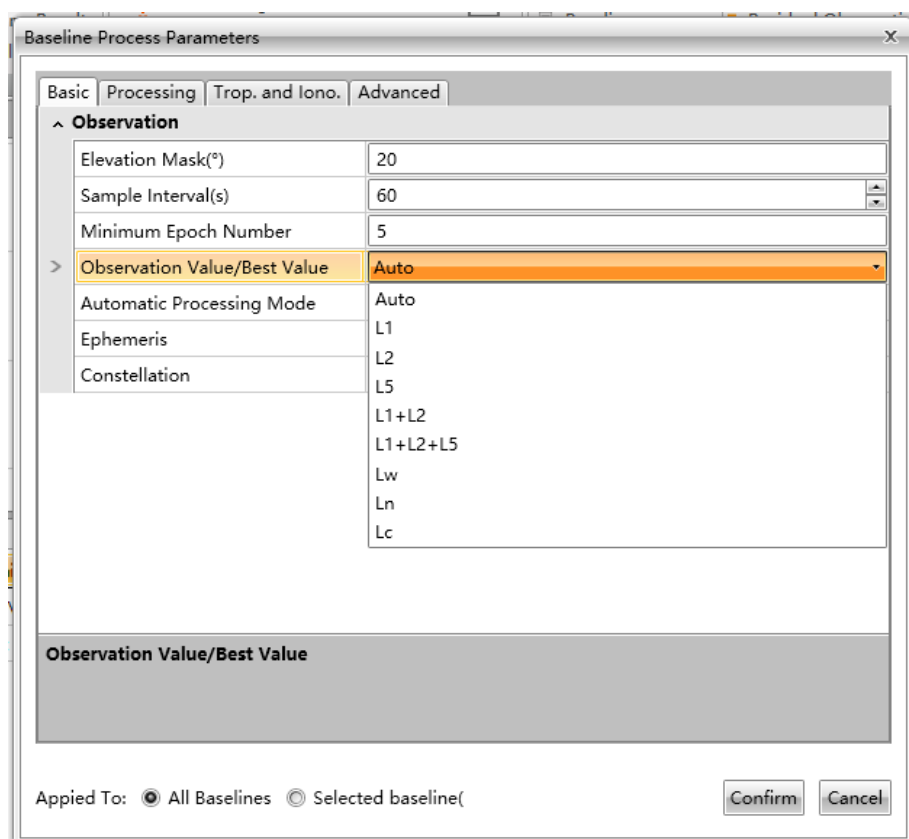 Baseline Process Parameters
Basic Processing Trop. and Iono. Advanced
Observation
Elevation Mask(°) 20
Sample Interval(s) 60
Minimum Epoch Number 5
Observation Value/Best Value Auto
Automatic Processing Mode Auto
L1
Ephemeris L2
Constellation L5
L1+L2
L1+L2+L5
Lw
Ln
Lc
Observation Value/Best Value
Appied To: All Baselines Selected baseline(
Confirm Cancel